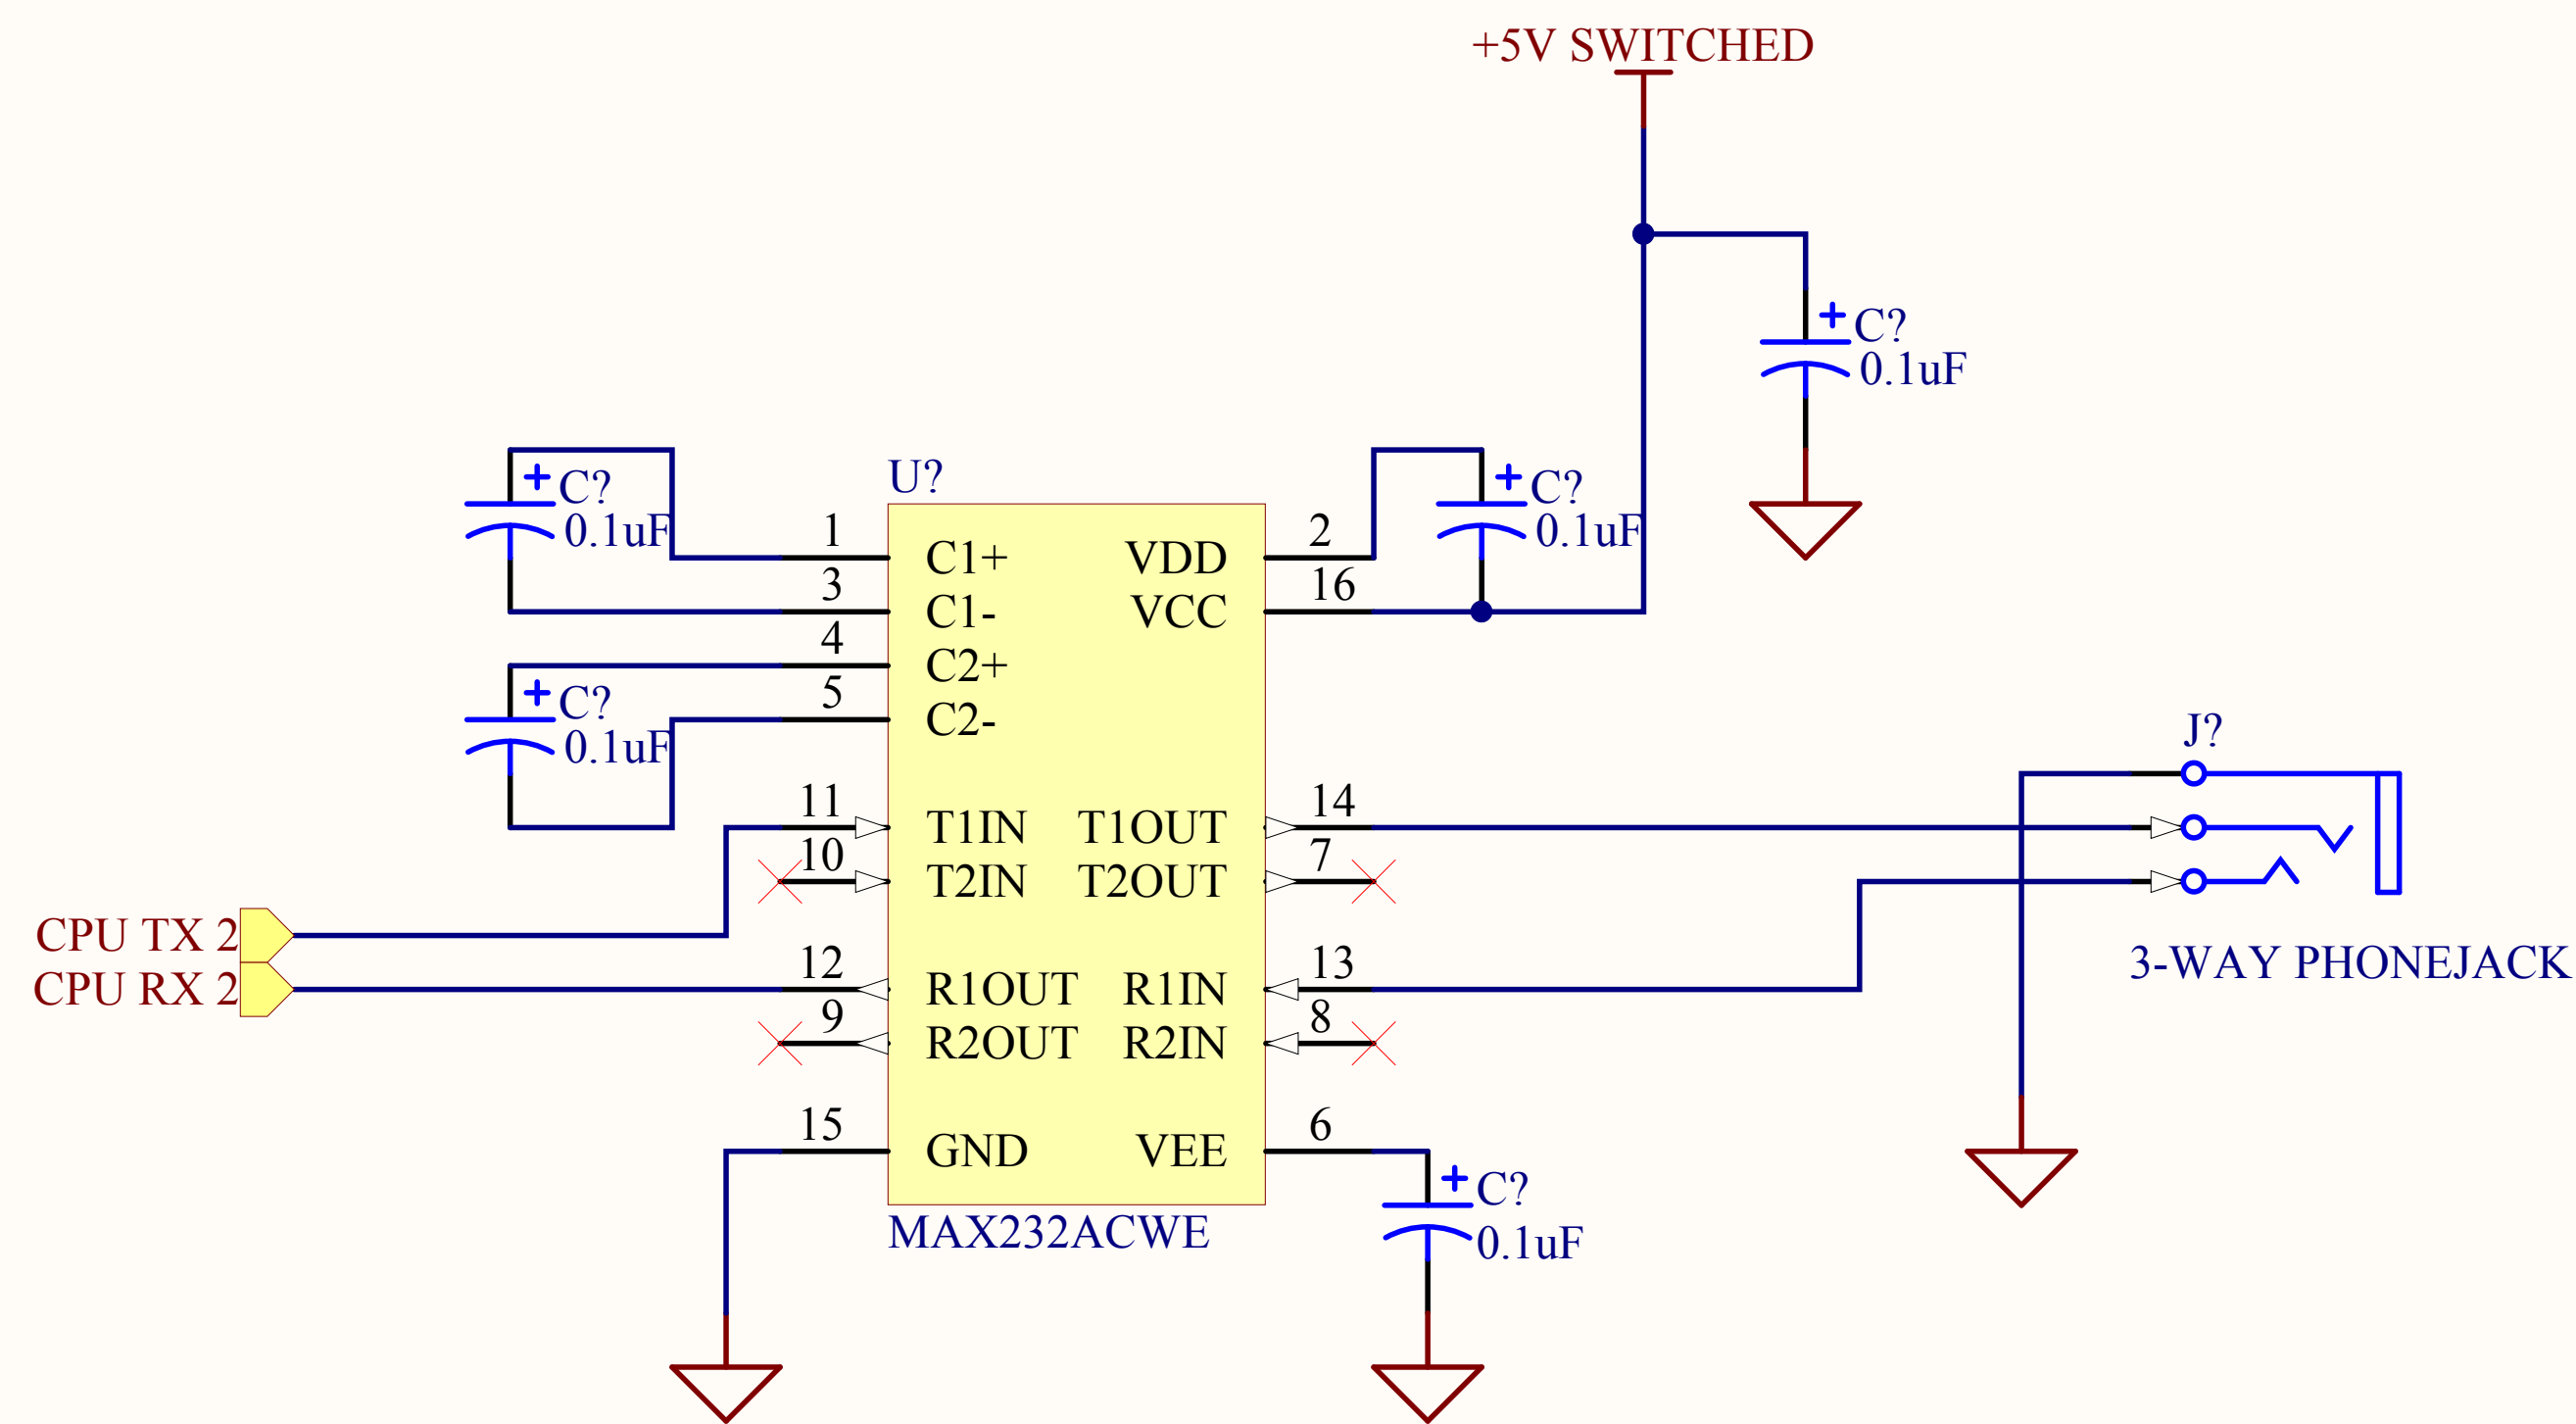 +5V SWITCHED
C?
0.1uF
C?
0.1uF
U?
C?
0.1uF
1
C1+
VDD
2
3
C1-
VCC
16
4
C2+
5
C2-
C?
0.1uF
J?
11
T1IN
T1OUT
14
10
T2IN
T2OUT
7
CPU TX 2
3-WAY PHONEJACK
CPU RX 2
12
R1OUT
R1IN
13
9
R2OUT
R2IN
8
15
GND
VEE
6
C?
0.1uF
MAX232ACWE